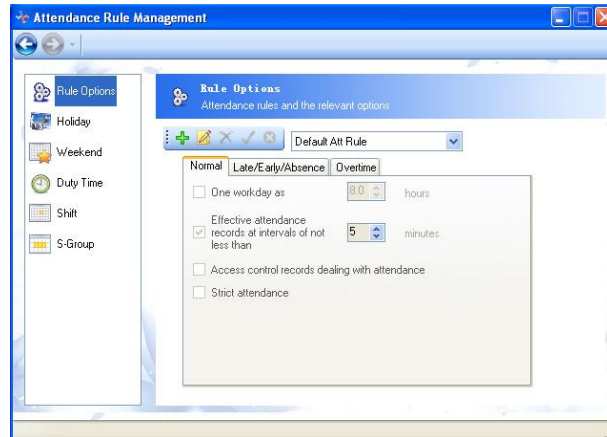 Attendance Rule Management
Rule Options
Holiday
Weekend
Duty Time
Shift
S-Group
Rule Options
Attendance rules and the relevant options
Default Att Rule
Normal Late/Early/Absence Overtime
One workday as 8.0 hours
Effective attendance
records at intervals of not 5 minutes
less than
Access control records dealing with attendance
Strict attendance